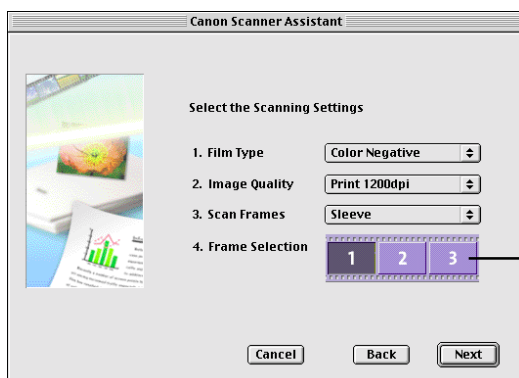 Canon Scanner Assistant
Select the Scanning Settings
1. Film Type Color Negative
2. Image Quality Print 1200dpi
3. Scan Frames Sleeve
4. Frame Selection 1 2 3
Cancel Back Next